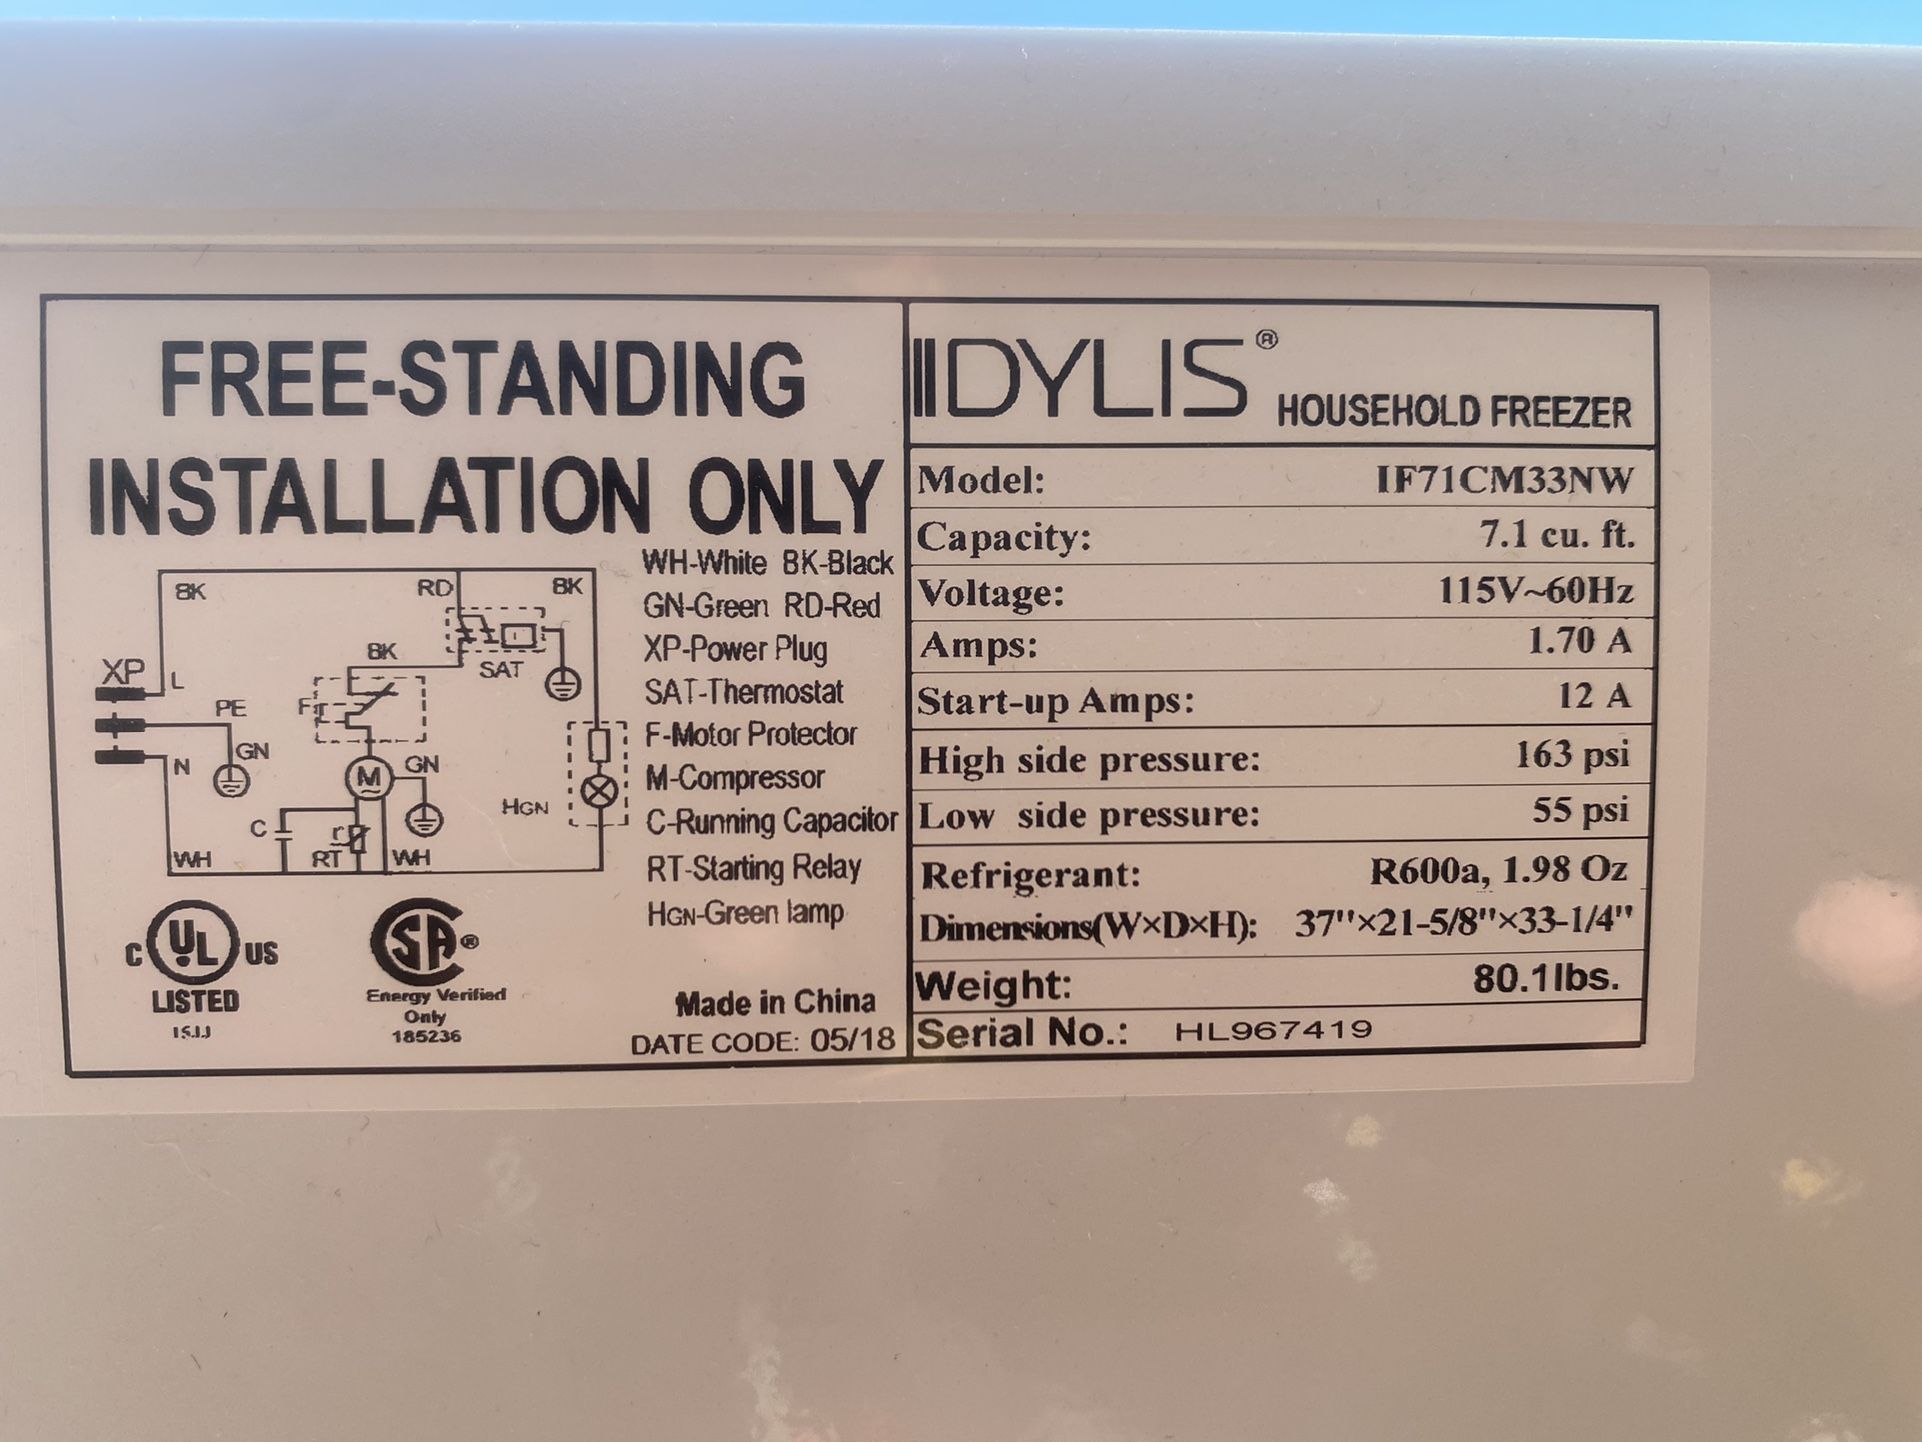 FREE-STANDING
INSTALLATION ONLY
WH-White BK-Black
GN-Green RD-Red
XP-Power Plug
SAT-Thermostat
F-Motor Protector
M-Compressor
C-Running Capacitor
RT-Starting Relay
HGN-Green lamp
BK
RD
BK
BK
SAT
XP
L
PE
F
GN
N
M
GN
HGN
C
r
RT
WH
WH
C UL US
LISTED
SA®
Energy Verified
Only
185236
Made in China
DATE CODE: 05/18
IDYLIS® HOUSEHOLD FREEZER
Model: IF71CM33NW
Capacity: 7.1 cu. ft.
Voltage: 115V~60Hz
Amps: 1.70 A
Start-up Amps: 12 A
High side pressure: 163 psi
Low side pressure: 55 psi
Refrigerant: R600a, 1.98 Oz
Dimensions(W×D×H): 37"×21-5/8"×33-1/4"
Weight: 80.1lbs.
Serial No.: HL967419